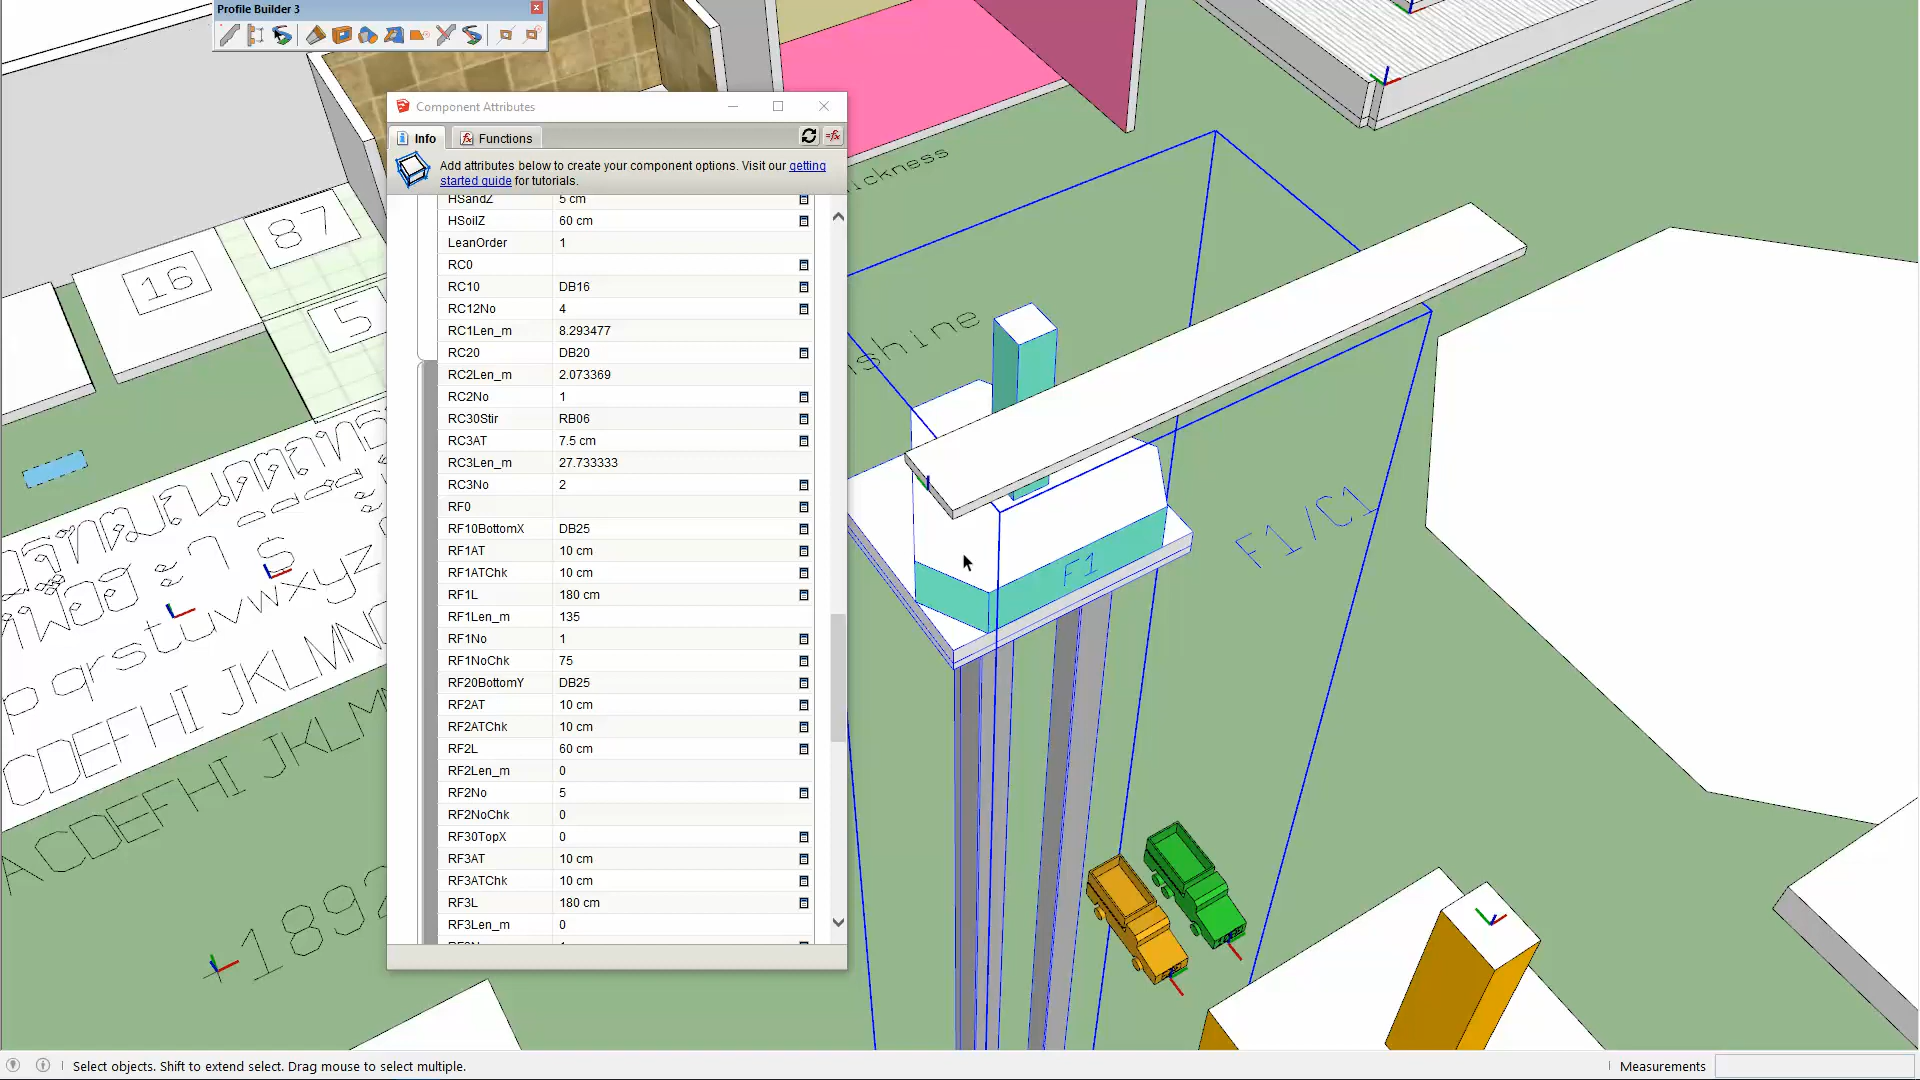 Profile Builder 3
Component Attributes
Info
Functions
Add attributes below to create your component options. Visit our getting
started guide for tutorials.
HSandZ 5 cm
HSoilZ 60 cm
LeanOrder 1
RC0
RC10 DB16
RC12No 4
RC1Len_m 8.293477
RC20 DB20
RC2Len_m 2.073369
RC2No 1
RC30Stir RB06
RC3AT 7.5 cm
RC3Len_m 27.733333
RC3No 2
RF0
RF10BottomX DB25
RF1AT 10 cm
RF1ATChk 10 cm
RF1L 180 cm
RF1Len_m 135
RF1No 1
RF1NoChk 75
RF20BottomY DB25
RF2AT 10 cm
RF2ATChk 10 cm
RF2L 60 cm
RF2Len_m 0
RF2No 5
RF2NoChk 0
RF30TopX 0
RF3AT 10 cm
RF3ATChk 10 cm
RF3L 180 cm
RF3Len_m 0
87
16
5
ickness
shine
F1/C1
F1
pqrstuvwxyz
CDEFHI JKLMN
ACDEFHI JKLM
+1892
Select objects. Shift to extend select. Drag mouse to select multiple.
Measurements